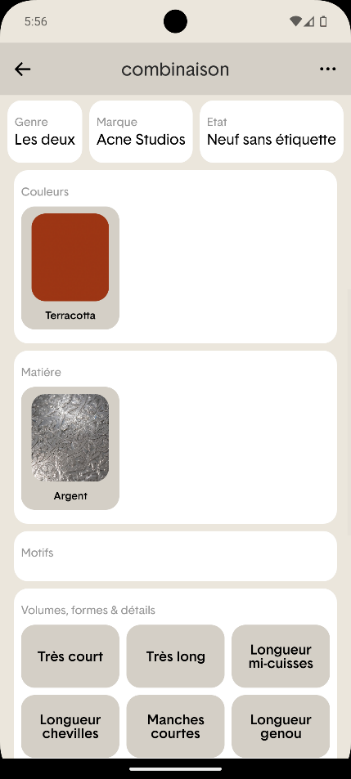 5:56
combinaison
Genre
Les deux
Marque
Acne Studios
Etat
Neuf sans étiquette
Couleurs
Terracotta
Matière
Argent
Motifs
Volumes, formes & détails
Très court
Très long
Longueur
mi-cuisses
Longueur
chevilles
Manches
courtes
Longueur
genou